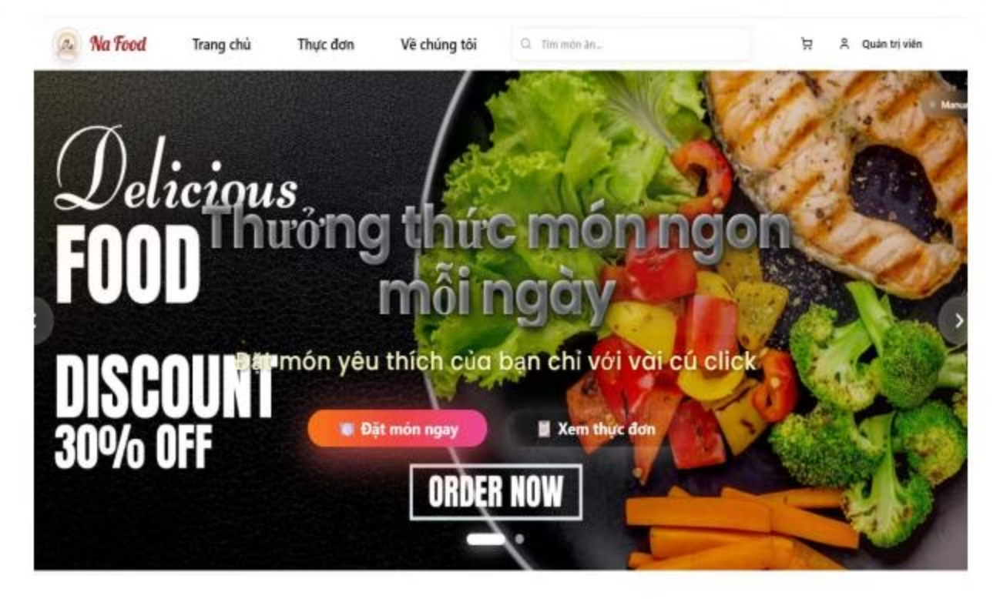 Na Food
Trang chủ
Thực đơn
Về chúng tôi
Tìm món ăn...
Quản trị viên
Delicious
FOOD
Thưởng thức món ngon
mỗi ngày
Đặt món yêu thích của bạn chỉ với vài cú click
DISCOUNT
30% OFF
Đặt món ngay
Xem thực đơn
ORDER NOW